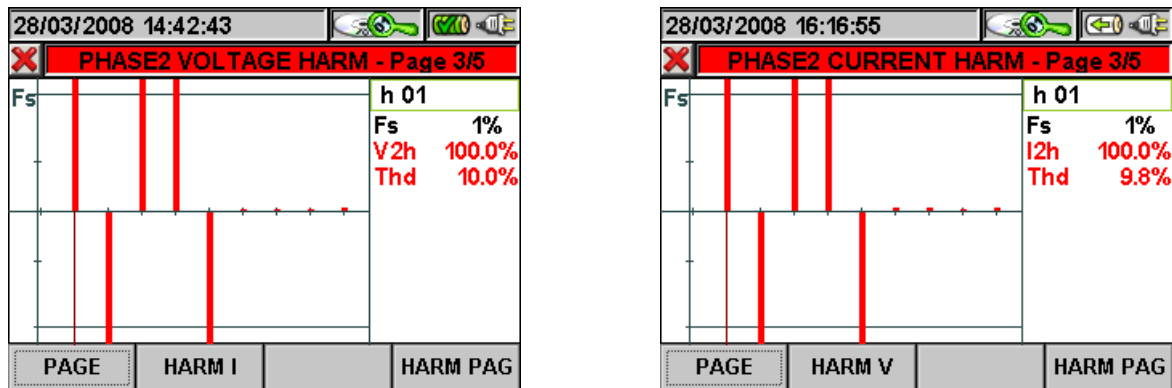 28/03/2008 14:42:43
PHASE2 VOLTAGE HARM - Page 3/5
Fs
h 01
Fs 1%
V2h 100.0%
Thd 10.0%
PAGE HARM I HARM PAG
28/03/2008 16:16:55
PHASE2 CURRENT HARM - Page 3/5
Fs
h 01
Fs 1%
I2h 100.0%
Thd 9.8%
PAGE HARM V HARM PAG